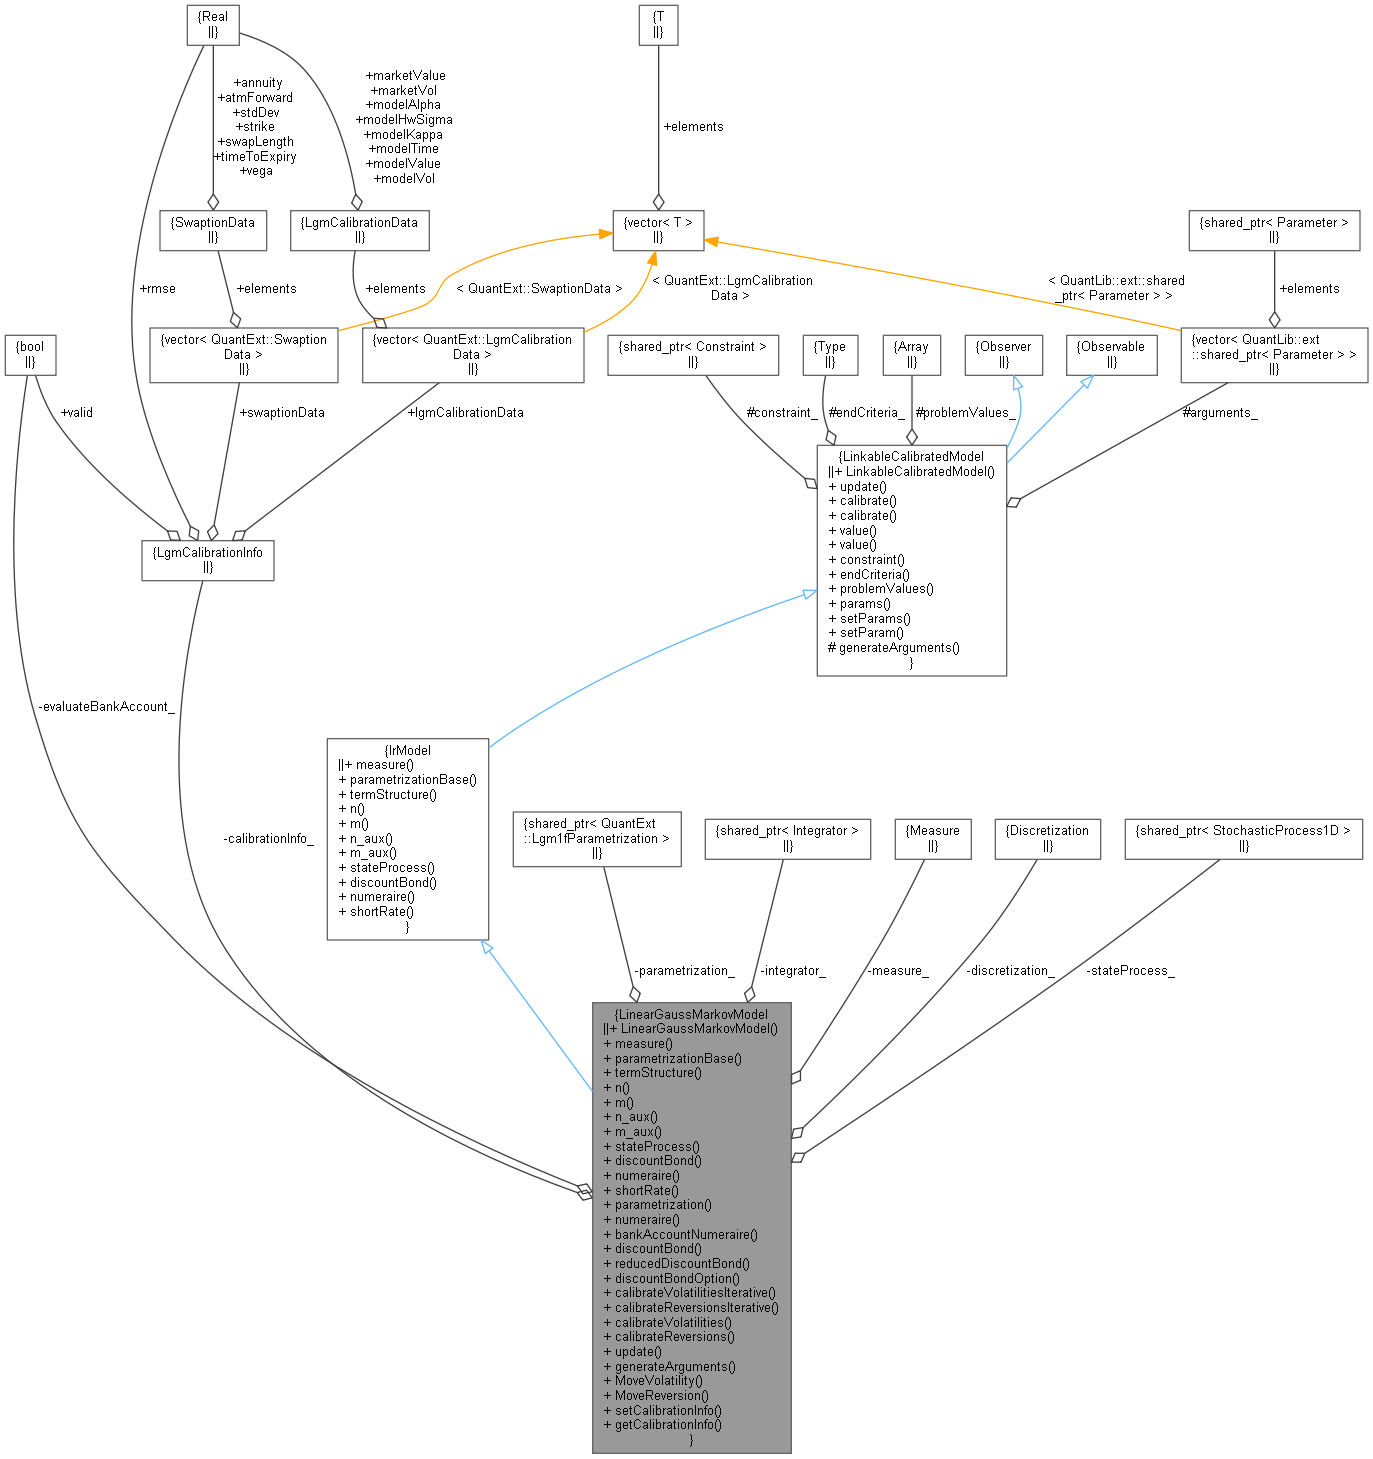 {Real
||}
{T
||}
+annuity
+atmForward
+stdDev
+strike
+swapLength
+timeToExpiry
+vega
+marketValue
+marketVol
+modelAlpha
+modelHwSigma
+modelKappa
+modelTime
+modelValue
+modelVol
+elements
{SwaptionData
||}
{LgmCalibrationData
||}
{vector< T >
||}
{shared_ptr< Parameter >
||}
+rmse
+elements
+elements
< QuantExt::SwaptionData >
< QuantExt::LgmCalibration
Data >
< QuantLib::ext::shared
_ptr< Parameter > >
+elements
{bool
||}
{vector< QuantExt::Swaption
Data >
||}
{vector< QuantExt::LgmCalibration
Data >
||}
{shared_ptr< Constraint >
||}
{Type
||}
{Array
||}
{Observer
||}
{Observable
||}
{vector< QuantLib::ext
::shared_ptr< Parameter > >
||}
+valid
+swaptionData
+lgmCalibrationData
#constraint_
#endCriteria_
#problemValues_
#arguments_
{LinkableCalibratedModel
||+ LinkableCalibratedModel()
+ update()
+ calibrate()
+ calibrate()
+ value()
+ value()
+ constraint()
+ endCriteria()
+ problemValues()
+ params()
+ setParams()
+ setParam()
# generateArguments()
}
{LgmCalibrationInfo
||}
-evaluateBankAccount_
-calibrationInfo_
{IrModel
||+ measure()
+ parametrizationBase()
+ termStructure()
+ n()
+ m()
+ n_aux()
+ m_aux()
+ stateProcess()
+ discountBond()
+ numeraire()
+ shortRate()
}
{shared_ptr< QuantExt
::Lgm1fParametrization >
||}
{shared_ptr< Integrator >
||}
{Measure
||}
{Discretization
||}
{shared_ptr< StochasticProcess1D >
||}
-parametrization_
-integrator_
-measure_
-discretization_
-stateProcess_
{LinearGaussMarkovModel
||+ LinearGaussMarkovModel()
+ measure()
+ parametrizationBase()
+ termStructure()
+ n()
+ m()
+ n_aux()
+ m_aux()
+ stateProcess()
+ discountBond()
+ numeraire()
+ shortRate()
+ parametrization()
+ numeraire()
+ bankAccountNumeraire()
+ discountBond()
+ reducedDiscountBond()
+ discountBondOption()
+ calibrateVolatilitiesIterative()
+ calibrateReversionsIterative()
+ calibrateVolatilities()
+ calibrateReversions()
+ update()
+ generateArguments()
+ MoveVolatility()
+ MoveReversion()
+ setCalibrationInfo()
+ getCalibrationInfo()
}